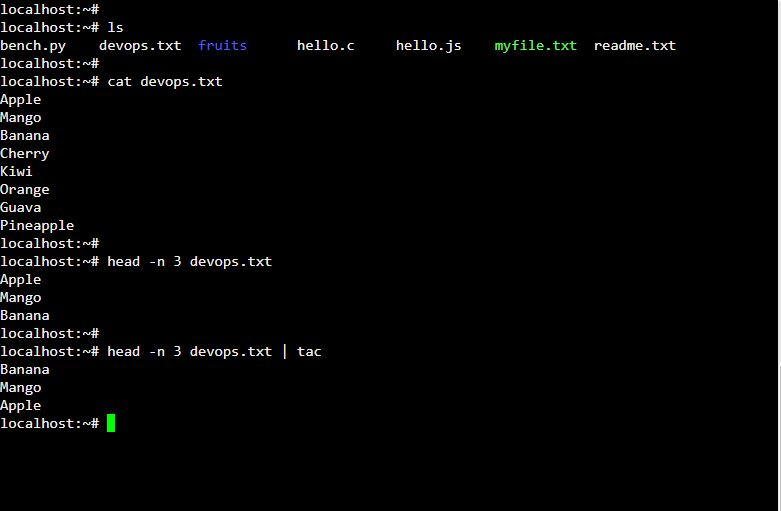 localhost:~#
localhost:~# ls
bench.py    devops.txt  fruits      hello.c     hello.js    myfile.txt  readme.txt
localhost:~#
localhost:~# cat devops.txt
Apple
Mango
Banana
Cherry
Kiwi
Orange
Guava
Pineapple
localhost:~#
localhost:~# head -n 3 devops.txt
Apple
Mango
Banana
localhost:~#
localhost:~# head -n 3 devops.txt | tac
Banana
Mango
Apple
localhost:~#